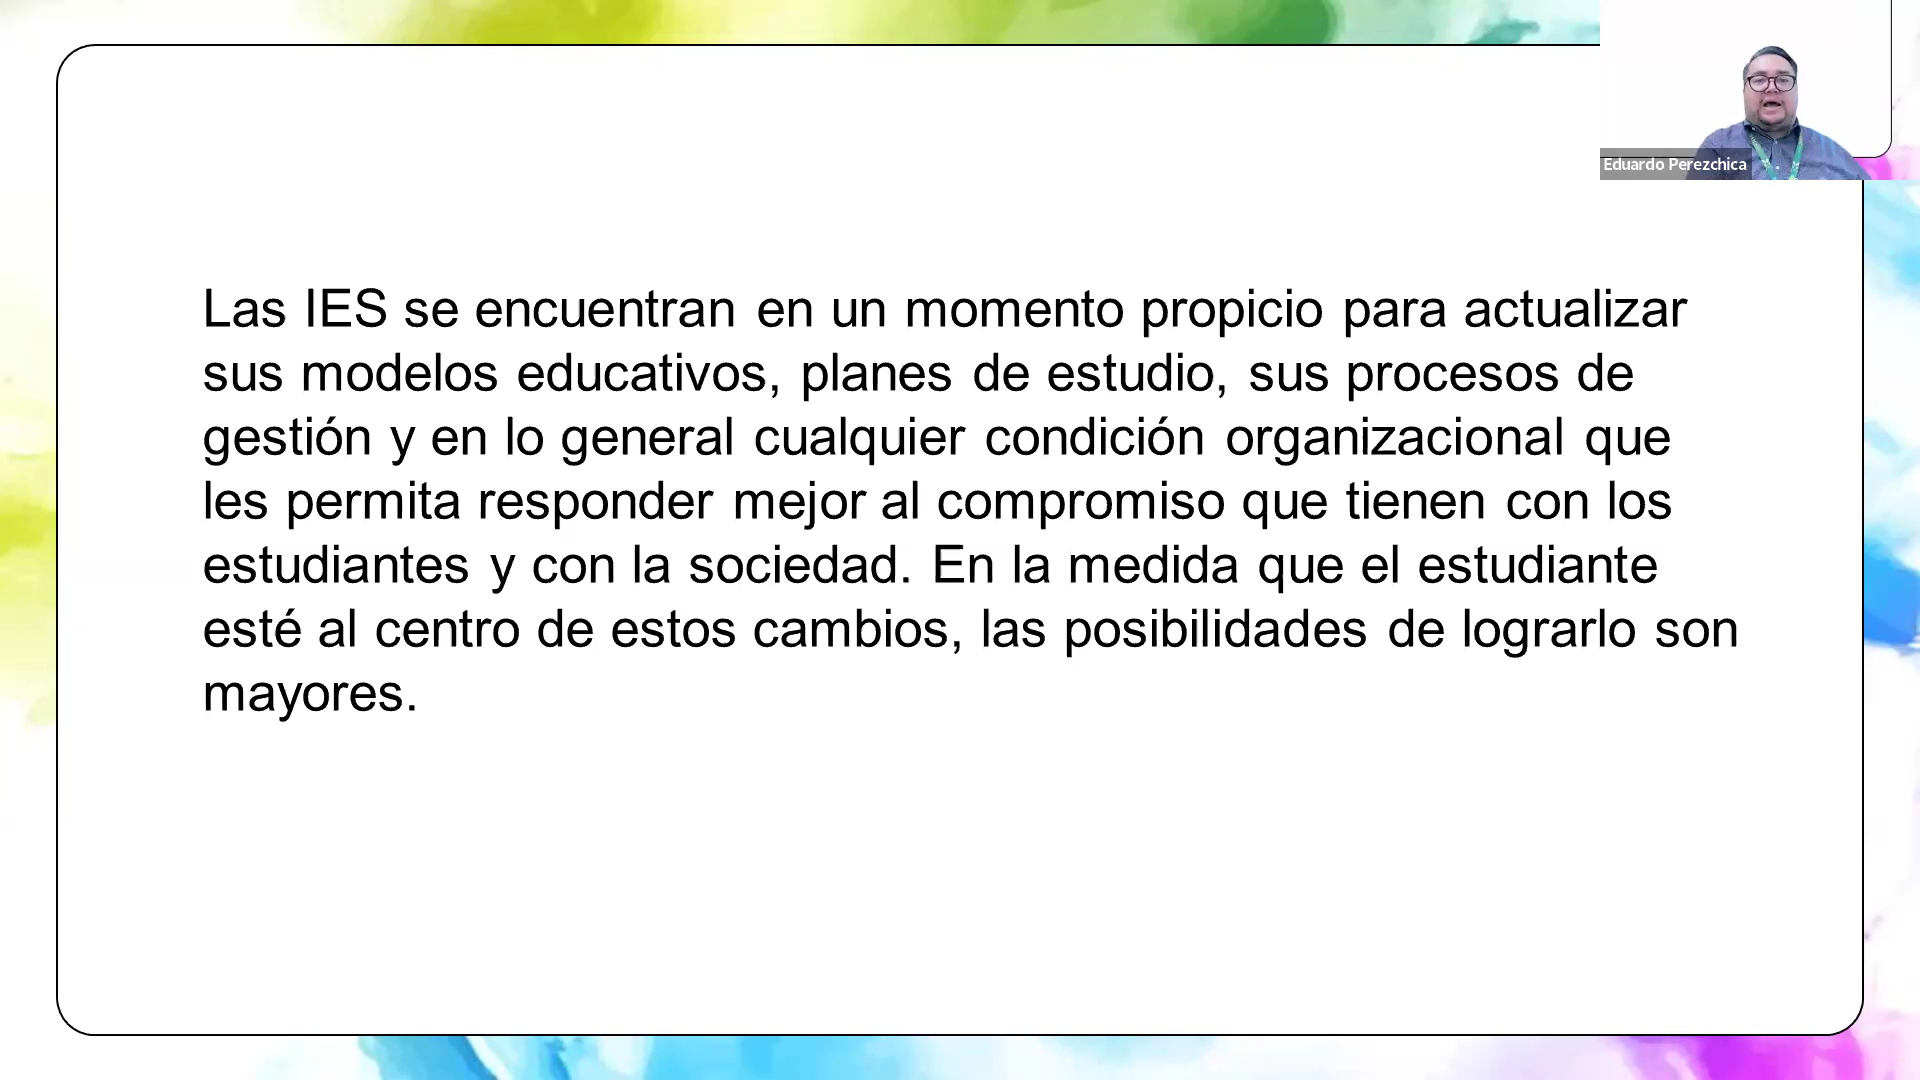 Eduardo Perezchica
Las IES se encuentran en un momento propicio para actualizar
sus modelos educativos, planes de estudio, sus procesos de
gestión y en lo general cualquier condición organizacional que
les permita responder mejor al compromiso que tienen con los
estudiantes y con la sociedad. En la medida que el estudiante
esté al centro de estos cambios, las posibilidades de lograrlo son
mayores.